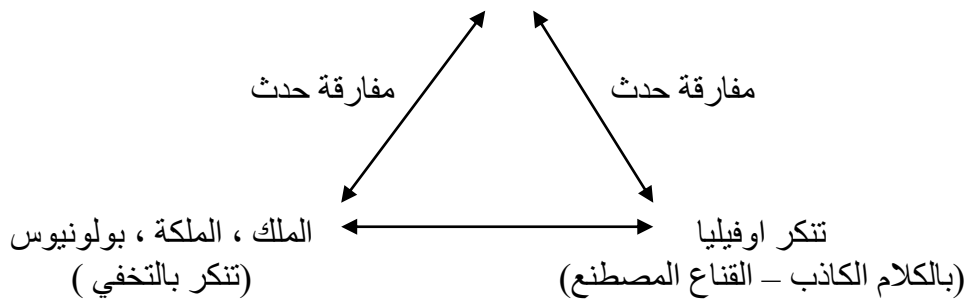 مفارقة حدث
مفارقة حدث
تنكر اوفيليا
(بالكلام الكاذب – القناع المصطنع)
الملك ، الملكة ، بولونيوس
(تنكر بالتخفي )